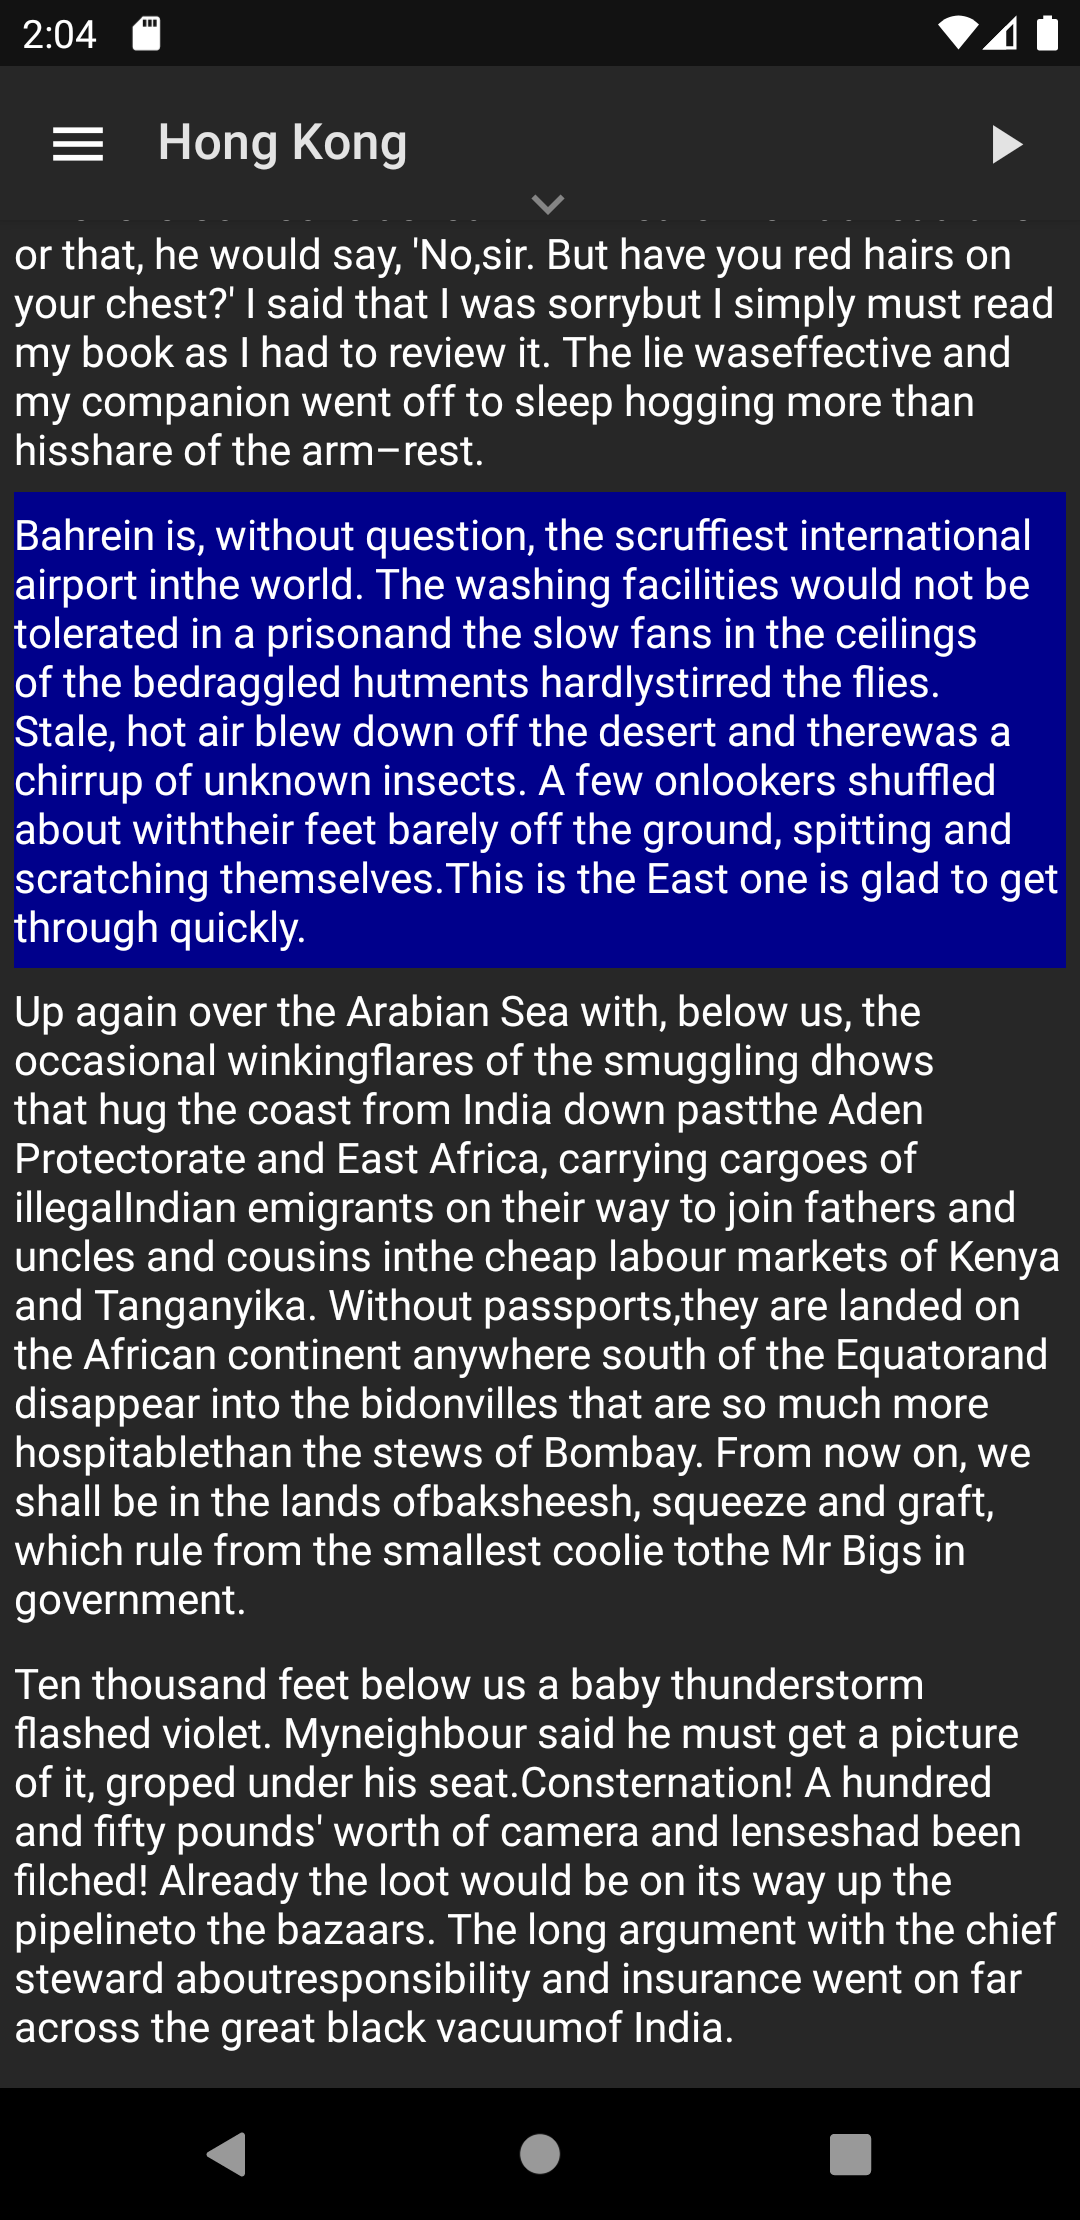 2:04
Hong Kong
or that, he would say, 'No,sir. But have you red hairs on
your chest?' I said that I was sorrybut I simply must read
my book as I had to review it. The lie waseffective and
my companion went off to sleep hogging more than
hisshare of the arm–rest.
Bahrein is, without question, the scruffiest international
airport inthe world. The washing facilities would not be
tolerated in a prisonand the slow fans in the ceilings
of the bedraggled hutments hardlystirred the flies.
Stale, hot air blew down off the desert and therewas a
chirrup of unknown insects. A few onlookers shuffled
about withtheir feet barely off the ground, spitting and
scratching themselves.This is the East one is glad to get
through quickly.
Up again over the Arabian Sea with, below us, the
occasional winkingflares of the smuggling dhows
that hug the coast from India down pastthe Aden
Protectorate and East Africa, carrying cargoes of
illegalIndian emigrants on their way to join fathers and
uncles and cousins inthe cheap labour markets of Kenya
and Tanganyika. Without passports,they are landed on
the African continent anywhere south of the Equatorand
disappear into the bidonvilles that are so much more
hospitablethan the stews of Bombay. From now on, we
shall be in the lands ofbaksheesh, squeeze and graft,
which rule from the smallest coolie tothe Mr Bigs in
government.
Ten thousand feet below us a baby thunderstorm
flashed violet. Myneighbour said he must get a picture
of it, groped under his seat.Consternation! A hundred
and fifty pounds' worth of camera and lenseshad been
filched! Already the loot would be on its way up the
pipelineto the bazaars. The long argument with the chief
steward aboutresponsibility and insurance went on far
across the great black vacuumof India.